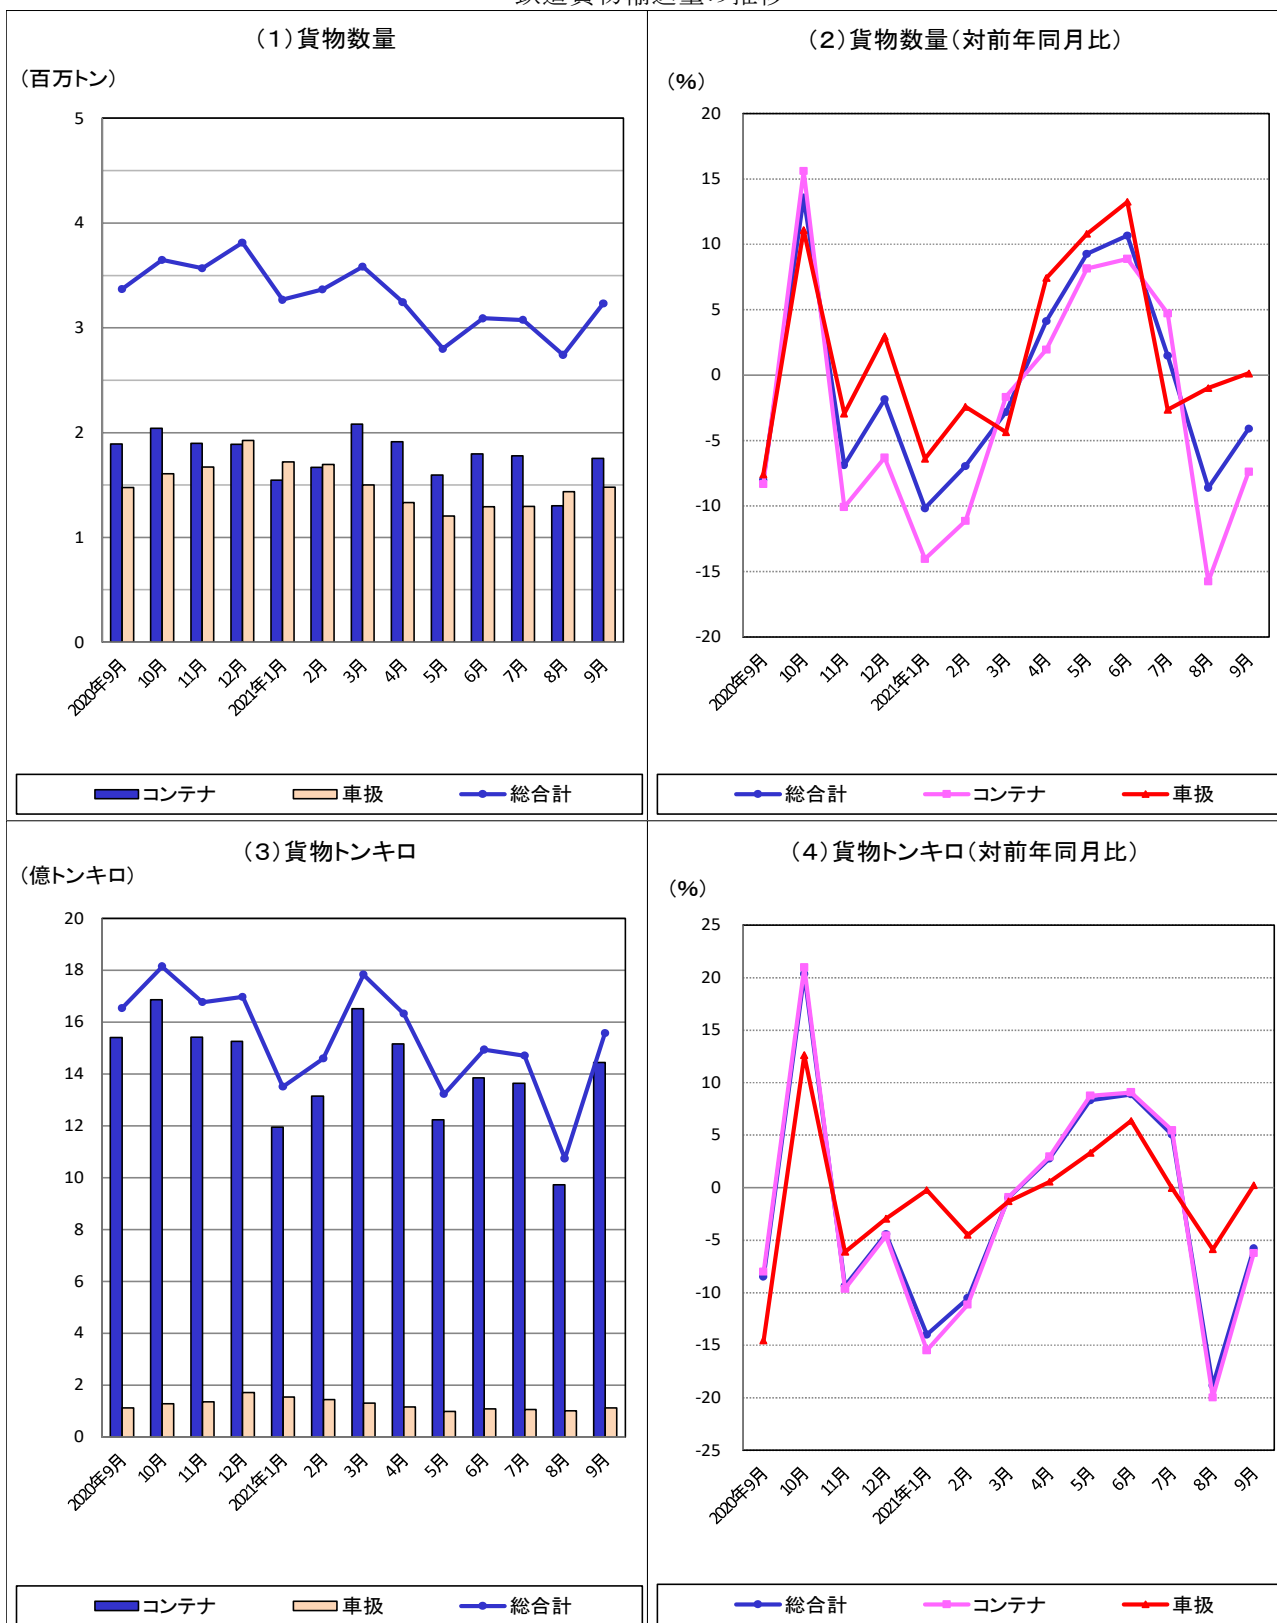 鉄道貨物輸送量の推移
（１）貨物数量
（百万トン）
5
4
3
2
1
0
2020年9月 10月 11月 12月 2021年1月 2月 3月 4月 5月 6月 7月 8月 9月
コンテナ 車扱 総合計
（２）貨物数量（対前年同月比）
（％）
20
15
10
5
0
-5
-10
-15
-20
2020年9月 10月 11月 12月 2021年1月 2月 3月 4月 5月 6月 7月 8月 9月
総合計 コンテナ 車扱
（３）貨物トンキロ
（億トンキロ）
20
18
16
14
12
10
8
6
4
2
0
2020年9月 10月 11月 12月 2021年1月 2月 3月 4月 5月 6月 7月 8月 9月
コンテナ 車扱 総合計
（４）貨物トンキロ（対前年同月比）
（％）
25
20
15
10
5
0
-5
-10
-15
-20
-25
2020年9月 10月 11月 12月 2021年1月 2月 3月 4月 5月 6月 7月 8月 9月
総合計 コンテナ 車扱